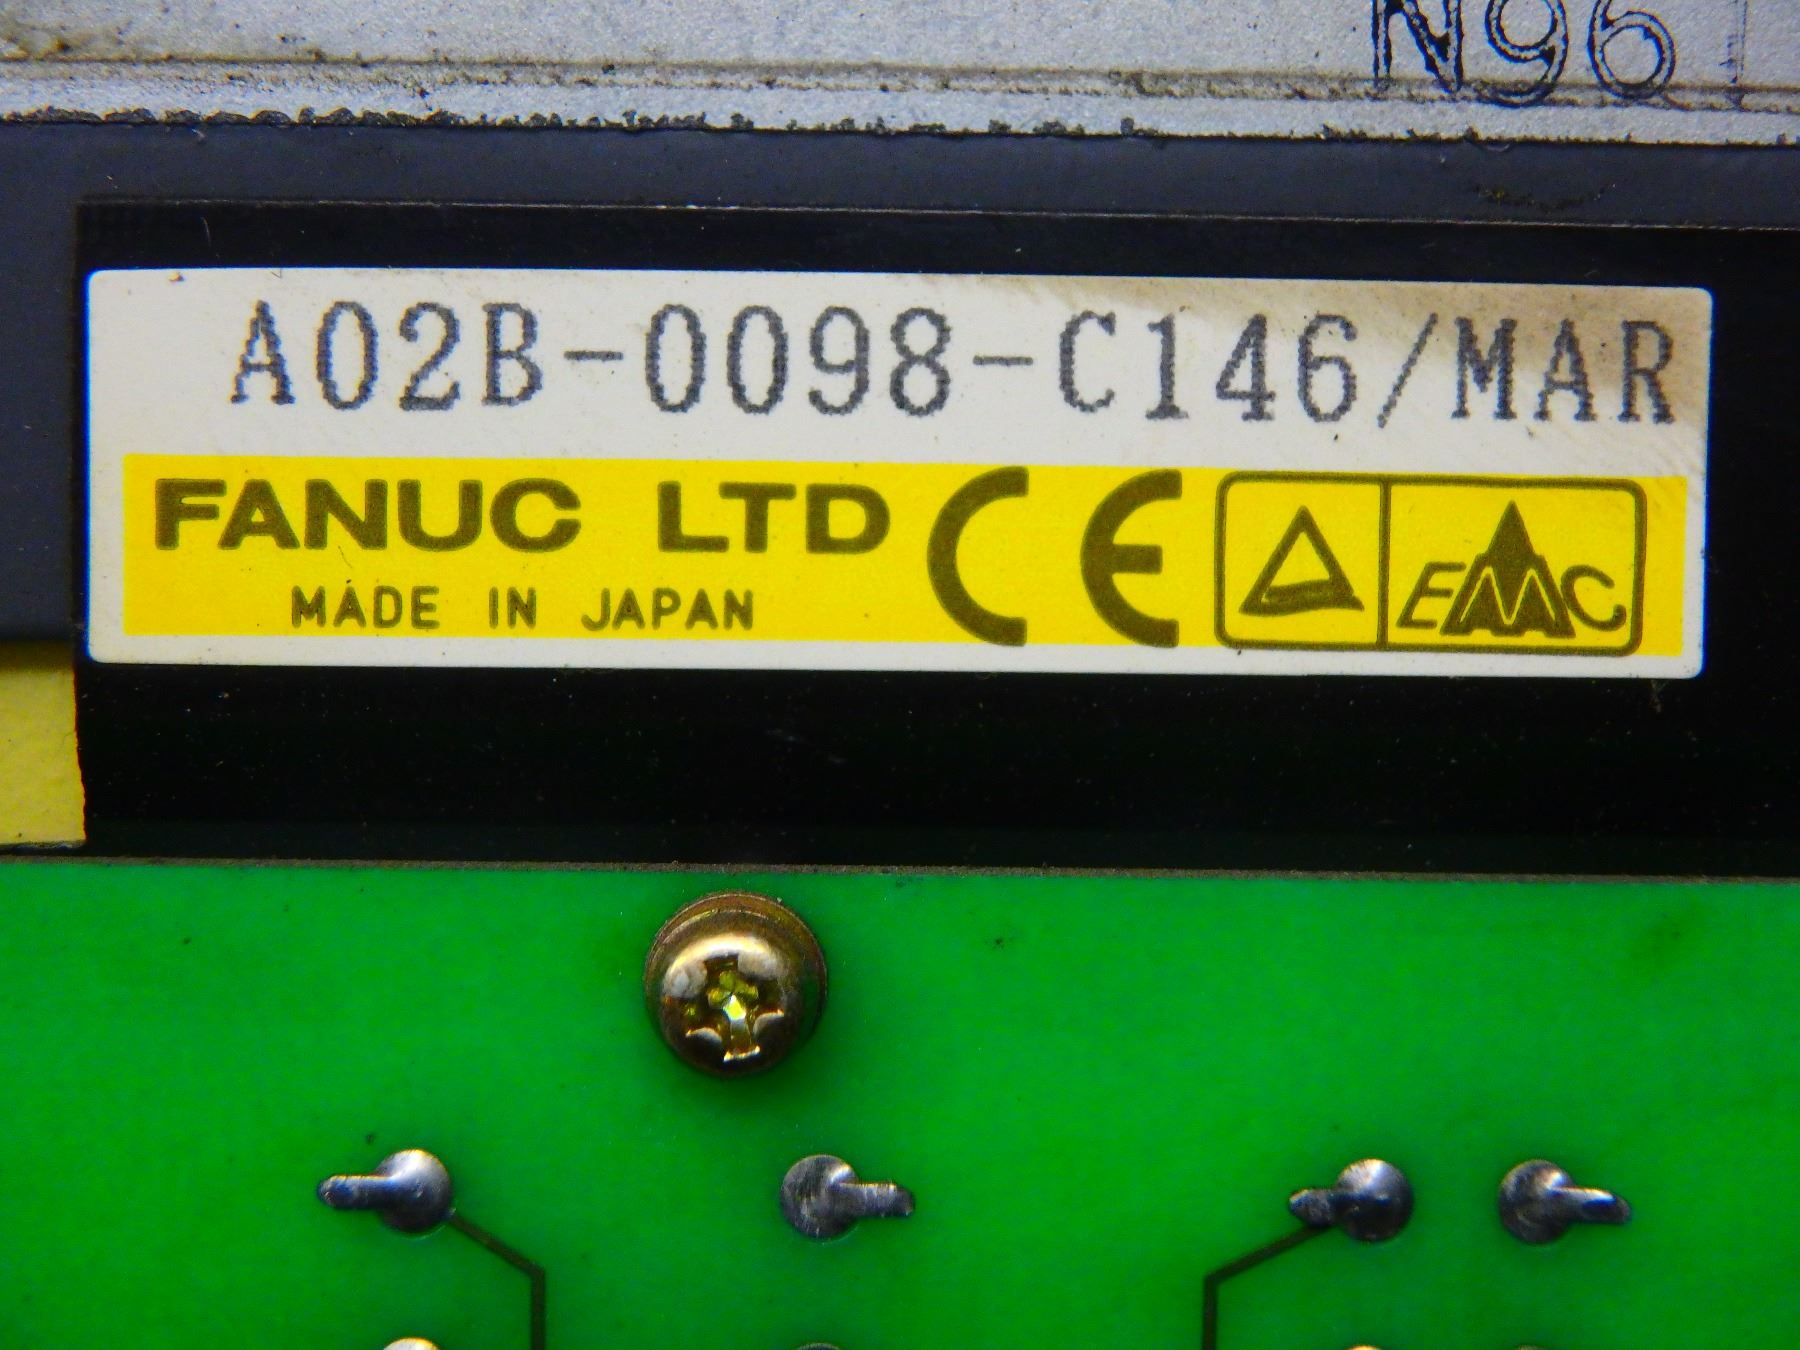 N96
A02B-0098-C146/MAR
FANUC LTD CE EMC
MADE IN JAPAN